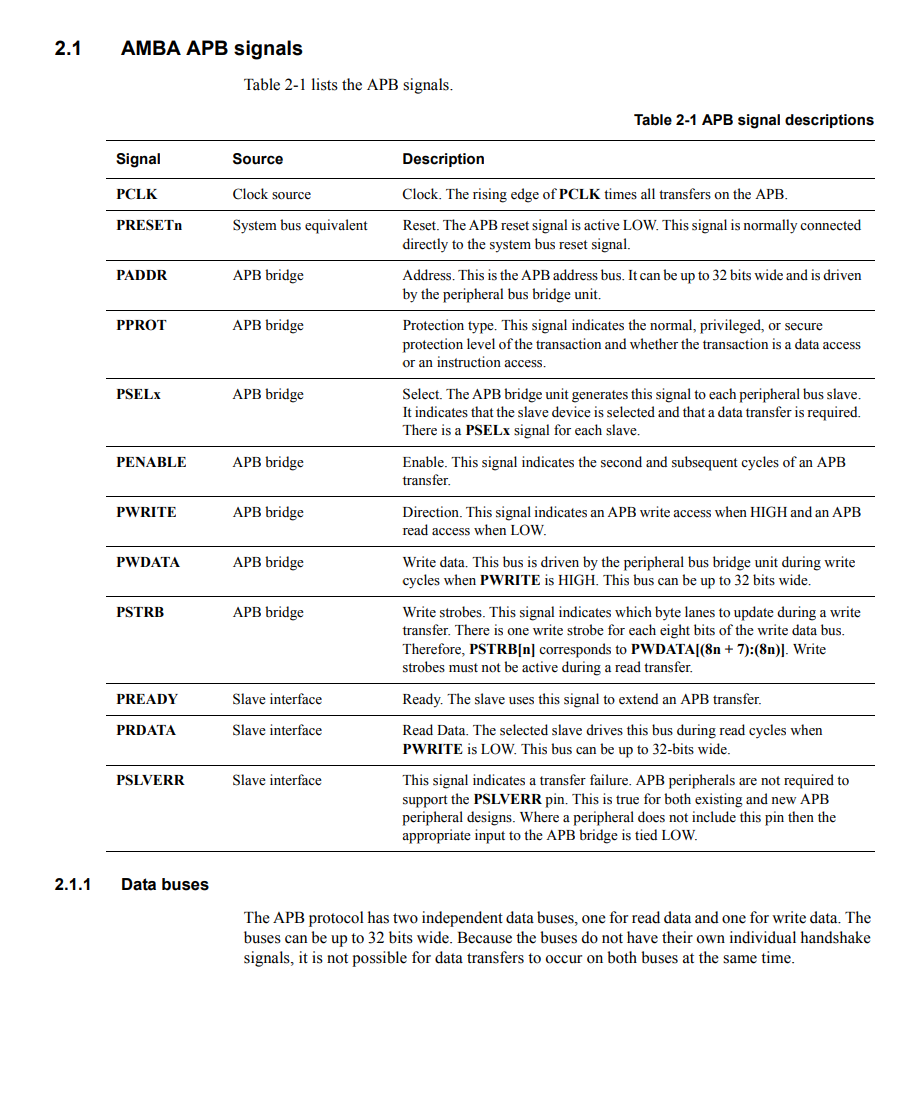 2.1 AMBA APB signals
Table 2-1 lists the APB signals.
Table 2-1 APB signal descriptions
Signal Source Description
PCLK Clock source Clock. The rising edge of PCLK times all transfers on the APB.
PRESETn System bus equivalent Reset. The APB reset signal is active LOW. This signal is normally connected
directly to the system bus reset signal.
PADDR APB bridge Address. This is the APB address bus. It can be up to 32 bits wide and is driven
by the peripheral bus bridge unit.
PPROT APB bridge Protection type. This signal indicates the normal, privileged, or secure
protection level of the transaction and whether the transaction is a data access
or an instruction access.
PSELx APB bridge Select. The APB bridge unit generates this signal to each peripheral bus slave.
It indicates that the slave device is selected and that a data transfer is required.
There is a PSELx signal for each slave.
PENABLE APB bridge Enable. This signal indicates the second and subsequent cycles of an APB
transfer.
PWRITE APB bridge Direction. This signal indicates an APB write access when HIGH and an APB
read access when LOW.
PWDATA APB bridge Write data. This bus is driven by the peripheral bus bridge unit during write
cycles when PWRITE is HIGH. This bus can be up to 32 bits wide.
PSTRB APB bridge Write strobes. This signal indicates which byte lanes to update during a write
transfer. There is one write strobe for each eight bits of the write data bus.
Therefore, PSTRB[n] corresponds to PWDATA[(8n + 7):(8n)]. Write
strobes must not be active during a read transfer.
PREADY Slave interface Ready. The slave uses this signal to extend an APB transfer.
PRDATA Slave interface Read Data. The selected slave drives this bus during read cycles when
PWRITE is LOW. This bus can be up to 32-bits wide.
PSLVERR Slave interface This signal indicates a transfer failure. APB peripherals are not required to
support the PSLVERR pin. This is true for both existing and new APB
peripheral designs. Where a peripheral does not include this pin then the
appropriate input to the APB bridge is tied LOW.
2.1.1 Data buses
The APB protocol has two independent data buses, one for read data and one for write data. The
buses can be up to 32 bits wide. Because the buses do not have their own individual handshake
signals, it is not possible for data transfers to occur on both buses at the same time.